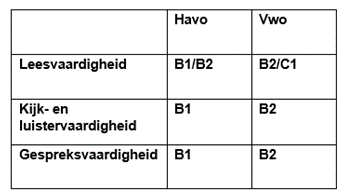 Havo Vwo
Leesvaardigheid B1/B2 B2/C1
Kijk- en
luistervaardigheid B1 B2
Gespreksvaardigheid B1 B2